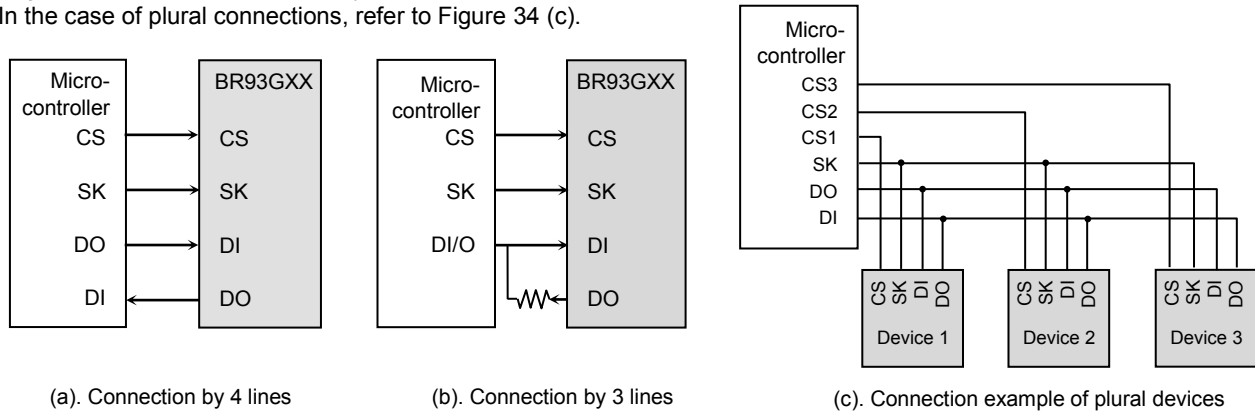 In the case of plural connections, refer to Figure 34 (c).
Micro-
controller
CS
SK
DO
DI
BR93GXX
CS
SK
DI
DO
(a). Connection by 4 lines
Micro-
controller
CS
SK
DI/O
BR93GXX
CS
SK
DI
DO
(b). Connection by 3 lines
Micro-
controller
CS3
CS2
CS1
SK
DO
DI
CS
SK
DI
DO
Device 1
CS
SK
DI
DO
Device 2
CS
SK
DI
DO
Device 3
(c). Connection example of plural devices